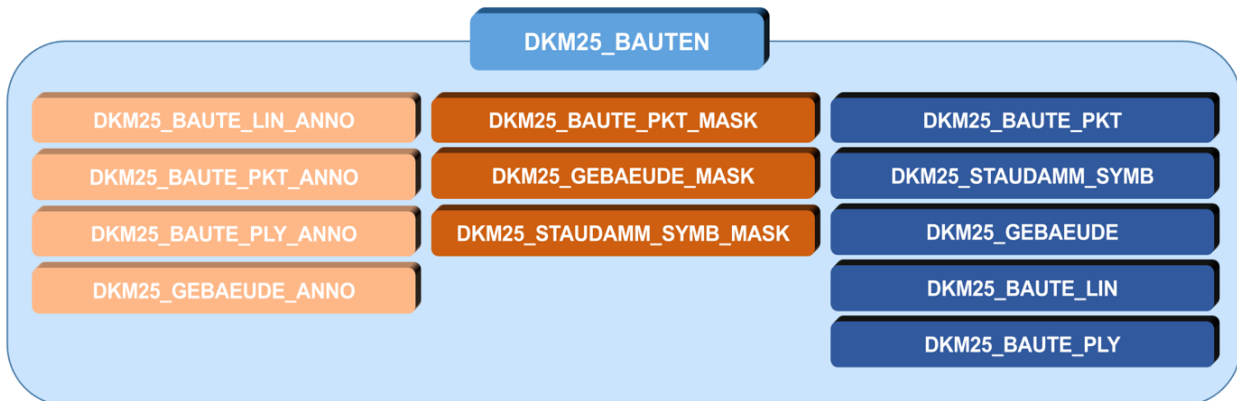 DKM25_BAUTEN
DKM25_BAUTE_LIN_ANNO
DKM25_BAUTE_PKT_ANNO
DKM25_BAUTE_PLY_ANNO
DKM25_GEBAEUDE_ANNO
DKM25_BAUTE_PKT_MASK
DKM25_GEBAEUDE_MASK
DKM25_STAUDAMM_SYMB_MASK
DKM25_BAUTE_PKT
DKM25_STAUDAMM_SYMB
DKM25_GEBAEUDE
DKM25_BAUTE_LIN
DKM25_BAUTE_PLY